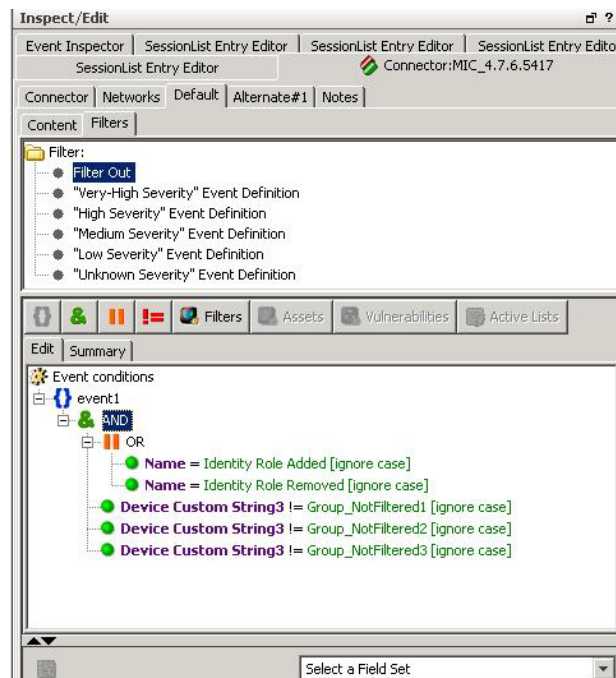 Inspect/Edit
Event Inspector SessionList Entry Editor SessionList Entry Editor SessionList Entry Edito
SessionList Entry Editor Connector:MIC_4.7.6.5417
Connector Networks Default Alternate#1 Notes
Content Filters
Filter:
Filter Out
"Very-High Severity" Event Definition
"High Severity" Event Definition
"Medium Severity" Event Definition
"Low Severity" Event Definition
"Unknown Severity" Event Definition
{} & != Filters Assets Vulnerabilities Active Lists
Edit Summary
Event conditions
{} event1
& AND
OR
Name = Identity Role Added [ignore case]
Name = Identity Role Removed [ignore case]
Device Custom String3 != Group_NotFiltered1 [ignore case]
Device Custom String3 != Group_NotFiltered2 [ignore case]
Device Custom String3 != Group_NotFiltered3 [ignore case]
Select a Field Set